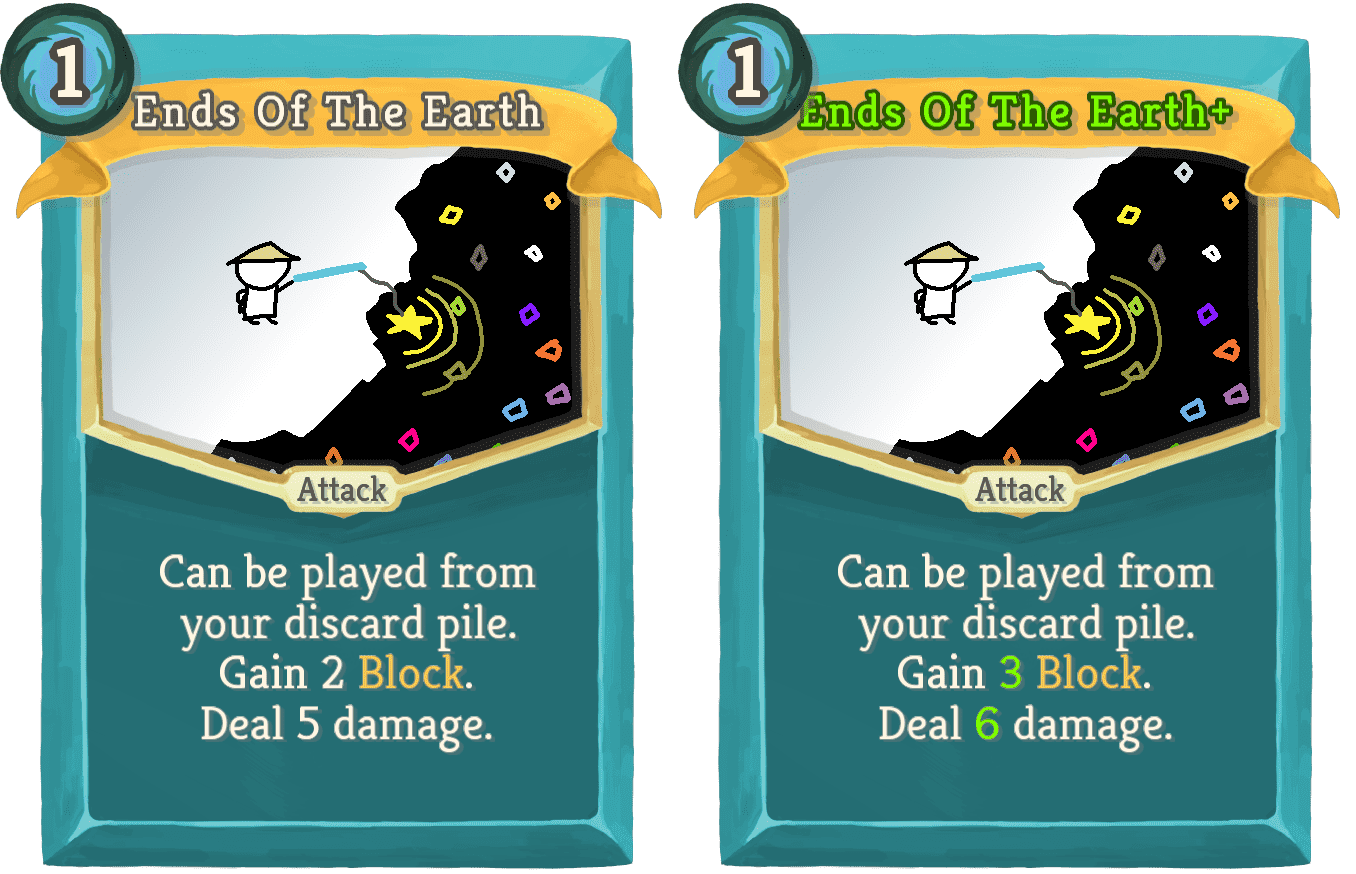 1
Ends Of The Earth
Attack
Can be played from
your discard pile.
Gain 2 Block.
Deal 5 damage.
1
Ends Of The Earth+
Attack
Can be played from
your discard pile.
Gain 3 Block.
Deal 6 damage.